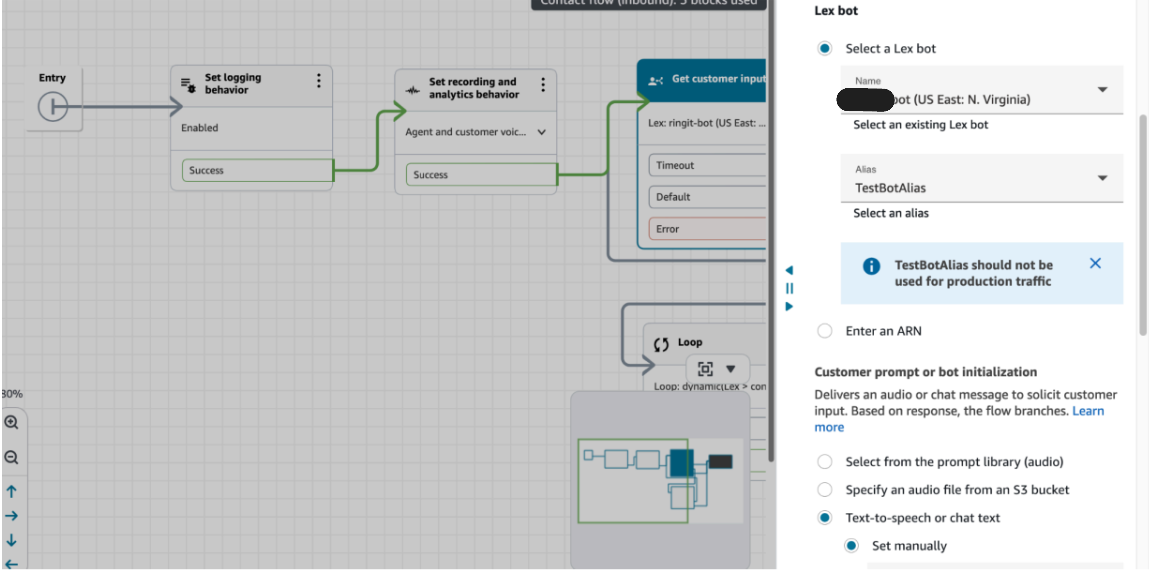 Contact flow (inbound): 5 blocks used
Entry
Set logging
behavior
Enabled
Success
Set recording and
analytics behavior
Agent and customer voic...
Success
Get customer input
Lex: ringit-bot (US East: ...
Timeout
Default
Error
Loop
Loop: dynamic(Lex > con
80%
Lex bot
Select a Lex bot
Name
bot (US East: N. Virginia)
Select an existing Lex bot
Alias
TestBotAlias
Select an alias
TestBotAlias should not be
used for production traffic
Enter an ARN
Customer prompt or bot initialization
Delivers an audio or chat message to solicit customer
input. Based on response, the flow branches. Learn
more
Select from the prompt library (audio)
Specify an audio file from an S3 bucket
Text-to-speech or chat text
Set manually